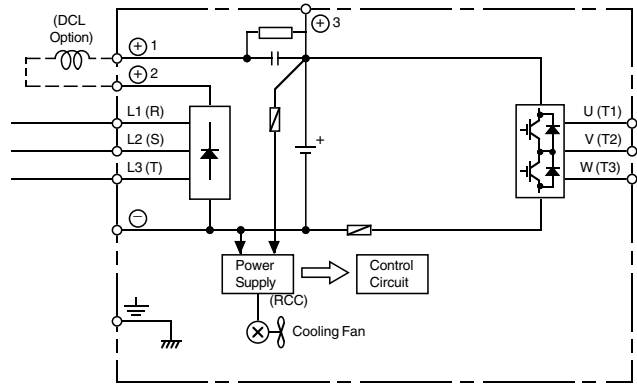 (DCL
Option)
⊕ 1
⊕ 2
⊕ 3
L1 (R)
L2 (S)
L3 (T)
⊖
+
U (T1)
V (T2)
W (T3)
Power
Supply
(RCC)
Control
Circuit
Cooling Fan